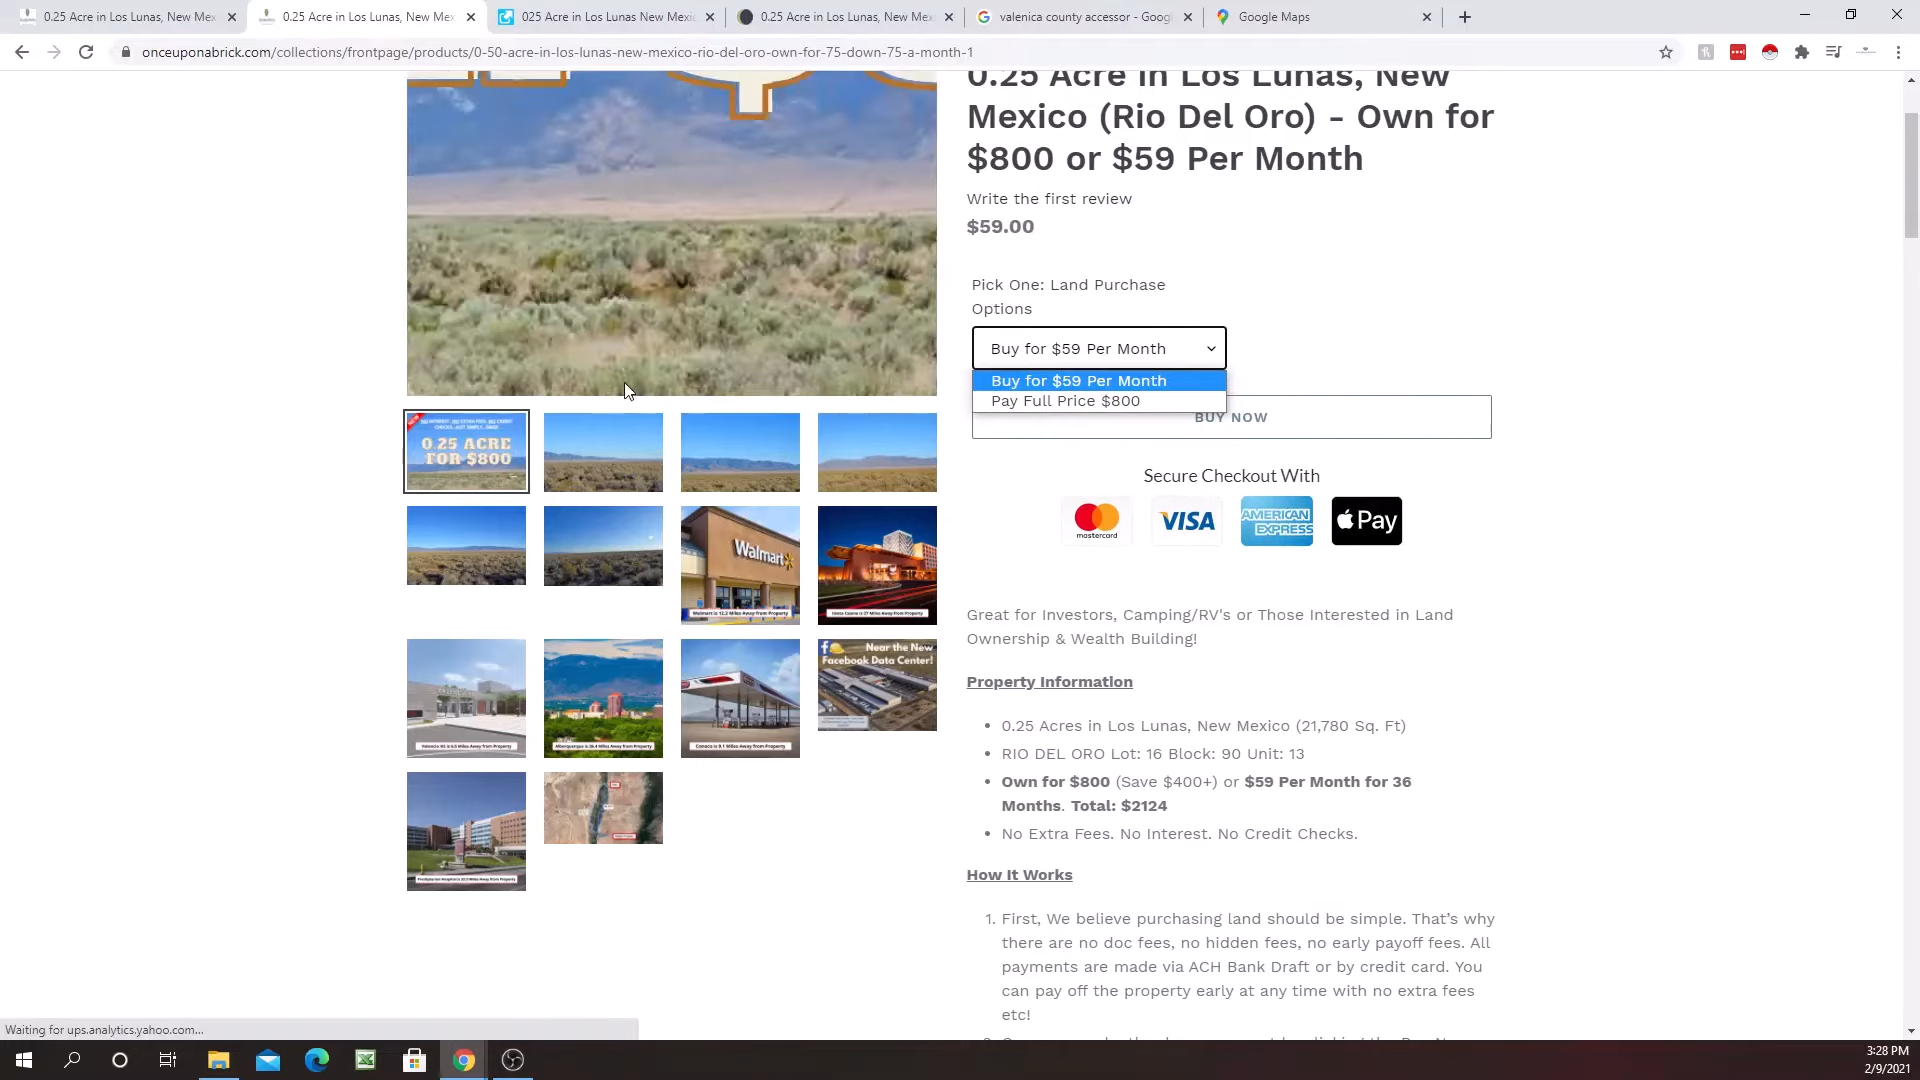 0.25 Acre in Los Lunas, New Mex
0.25 Acre in Los Lunas, New Mex
025 Acre in Los Lunas New Mexi
0.25 Acre in Los Lunas, New Mex
valenica county accessor - Goog
Google Maps
onceuponabrick.com/collections/frontpage/products/0-50-acre-in-los-lunas-new-mexico-rio-del-oro-own-for-75-down-75-a-month-1
0.25 Acre in Los Lunas, New
Mexico (Rio Del Oro) - Own for
$800 or $59 Per Month
Write the first review
$59.00
Pick One: Land Purchase
Options
Buy for $59 Per Month
Buy for $59 Per Month
Pay Full Price $800
BUY NOW
Secure Checkout With
mastercard
VISA
AMERICAN
EXPRESS
Pay
0.25 ACRE
FOR $800
Walmart
Walmart is 12.2 Miles Away from Property
Near the New
Facebook Data Center!
Great for Investors, Camping/RV's or Those Interested in Land
Ownership & Wealth Building!
Property Information
• 0.25 Acres in Los Lunas, New Mexico (21,780 Sq. Ft)
• RIO DEL ORO Lot: 16 Block: 90 Unit: 13
• Own for $800 (Save $400+) or $59 Per Month for 36
Months. Total: $2124
• No Extra Fees. No Interest. No Credit Checks.
How It Works
1. First, We believe purchasing land should be simple. That’s why
there are no doc fees, no hidden fees, no early payoff fees. All
payments are made via ACH Bank Draft or by credit card. You
can pay off the property early at any time with no extra fees
etc!
Waiting for ups.analytics.yahoo.com...
3:28 PM
2/9/2021